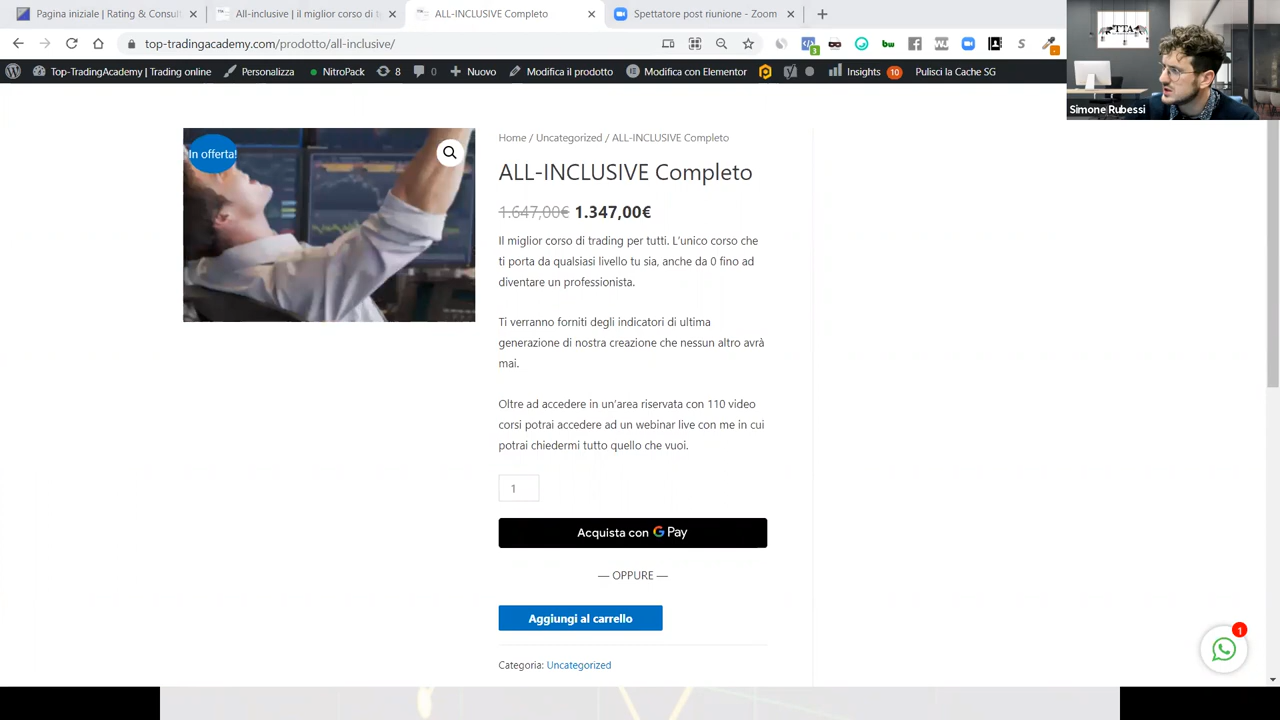 Pagina iniziale | Rating & Consult
All-inclusive | il miglior corso di t
ALL-INCLUSIVE Completo
Spettatore post riunione - Zoom
top-tradingacademy.com/prodotto/all-inclusive/
3
Top-TradingAcademy | Trading online
Personalizza
NitroPack
8
0
Nuovo
Modifica il prodotto
Modifica con Elementor
Insights 10
Pulisci la Cache SG
TTA
Simone Rubessi
In offerta!
Home / Uncategorized / ALL-INCLUSIVE Completo
ALL-INCLUSIVE Completo
1.647,00€ 1.347,00€
Il miglior corso di trading per tutti. L'unico corso che
ti porta da qualsiasi livello tu sia, anche da 0 fino ad
diventare un professionista.
Ti verranno forniti degli indicatori di ultima
generazione di nostra creazione che nessun altro avrà
mai.
Oltre ad accedere in un'area riservata con 110 video
corsi potrai accedere ad un webinar live con me in cui
potrai chiedermi tutto quello che vuoi.
1
Acquista con G Pay
— OPPURE —
Aggiungi al carrello
Categoria: Uncategorized
1